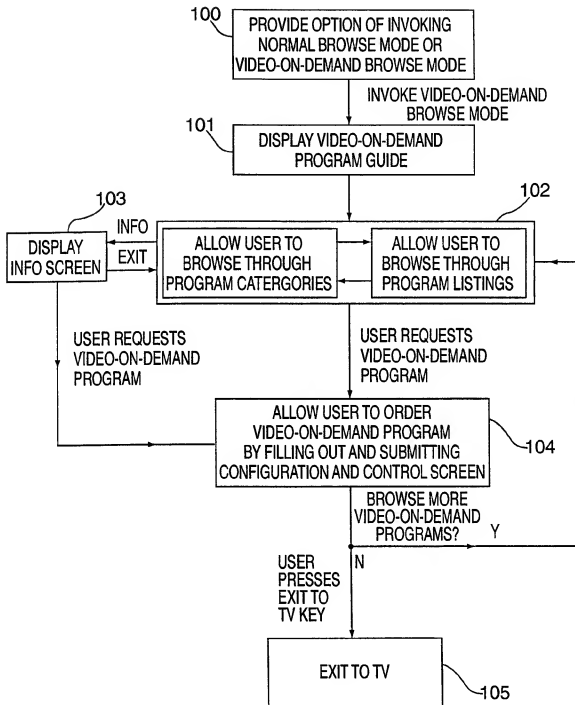 100
PROVIDE OPTION OF INVOKING
NORMAL BROWSE MODE OR
VIDEO-ON-DEMAND BROWSE MODE
INVOKE VIDEO-ON-DEMAND
BROWSE MODE
101
DISPLAY VIDEO-ON-DEMAND
PROGRAM GUIDE
103
DISPLAY
INFO SCREEN
INFO
EXIT
102
ALLOW USER TO
BROWSE THROUGH
PROGRAM CATERGORIES
ALLOW USER TO
BROWSE THROUGH
PROGRAM LISTINGS
USER REQUESTS
VIDEO-ON-DEMAND
PROGRAM
USER REQUESTS
VIDEO-ON-DEMAND
PROGRAM
ALLOW USER TO ORDER
VIDEO-ON-DEMAND PROGRAM
BY FILLING OUT AND SUBMITTING
CONFIGURATION AND CONTROL SCREEN
104
BROWSE MORE
VIDEO-ON-DEMAND
PROGRAMS?
Y
N
USER
PRESSES
EXIT TO
TV KEY
EXIT TO TV
105